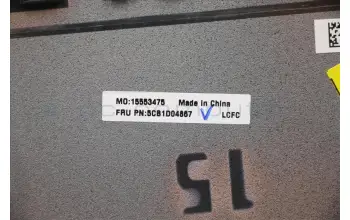 MO:15553475 Made in China
FRU PN:5CB1D04867 LCFC
15